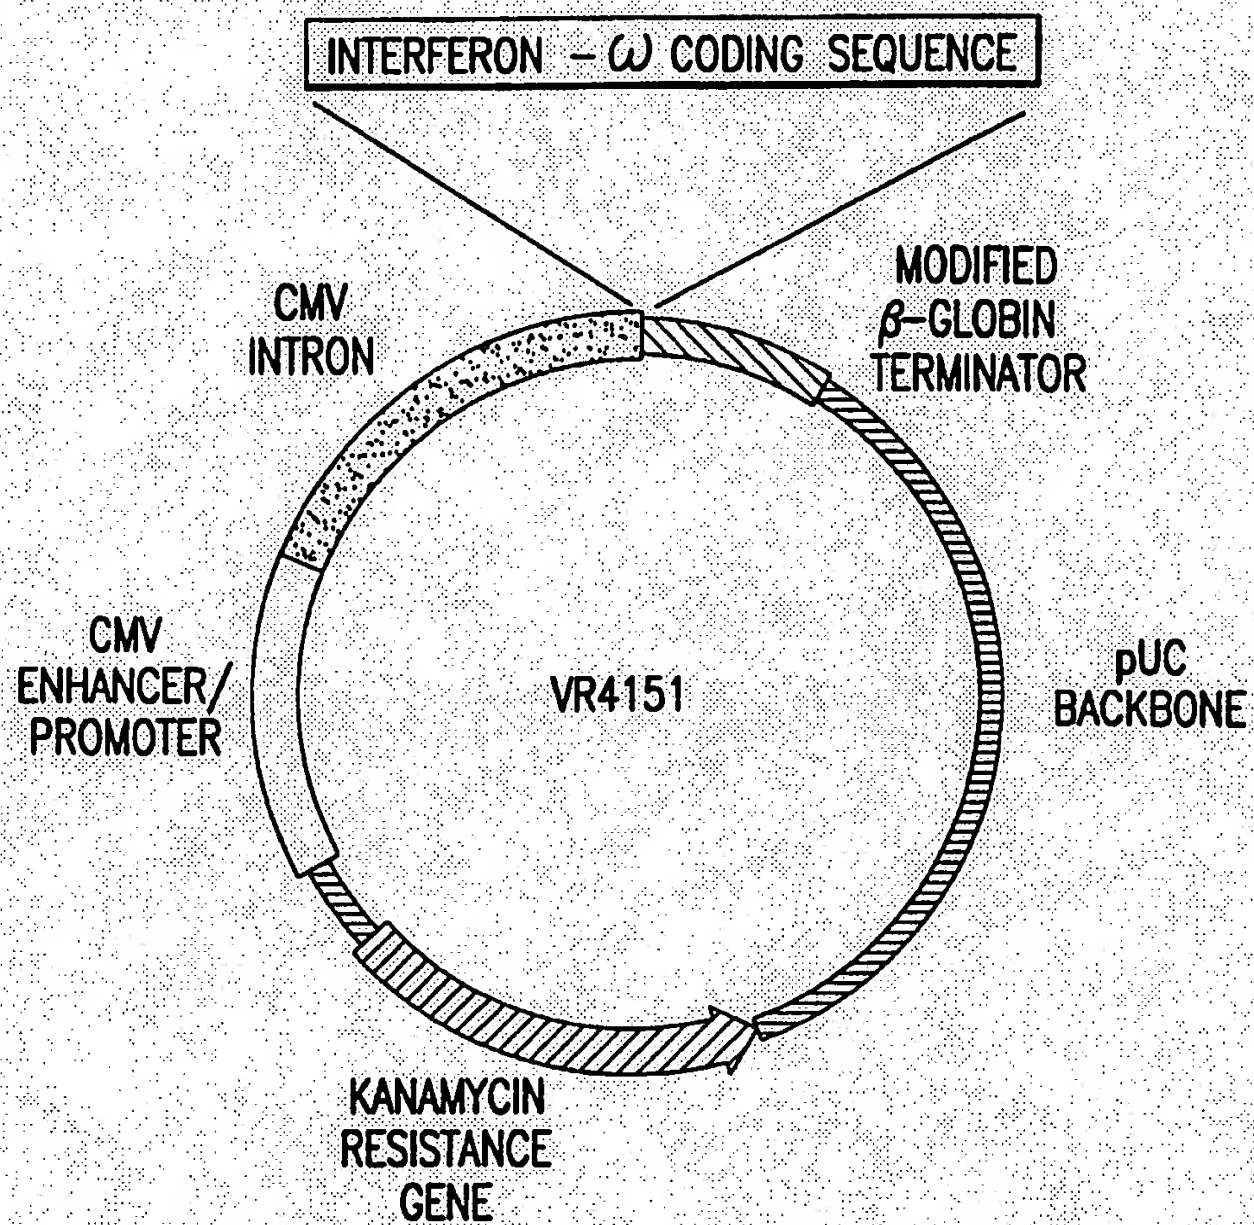 INTERFERON - ω CODING SEQUENCE
MODIFIED
β-GLOBIN
TERMINATOR
CMV
INTRON
CMV
ENHANCER/
PROMOTER
VR4151
pUC
BACKBONE
KANAMYCIN
RESISTANCE
GENE